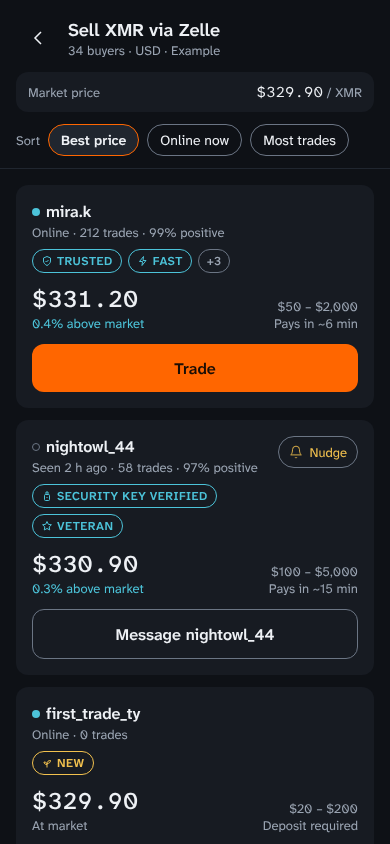 Sell XMR via Zelle
34 buyers · USD · Example
Market price
$329.90 / XMR
Sort
Best price
Online now
Most trades
mira.k
Online · 212 trades · 99% positive
TRUSTED
FAST
+3
$331.20
$50 – $2,000
0.4% above market
Pays in ~6 min
Trade
nightowl_44
Nudge
Seen 2 h ago · 58 trades · 97% positive
SECURITY KEY VERIFIED
VETERAN
$330.90
$100 – $5,000
0.3% above market
Pays in ~15 min
Message nightowl_44
first_trade_ty
Online · 0 trades
NEW
$329.90
$20 – $200
At market
Deposit required